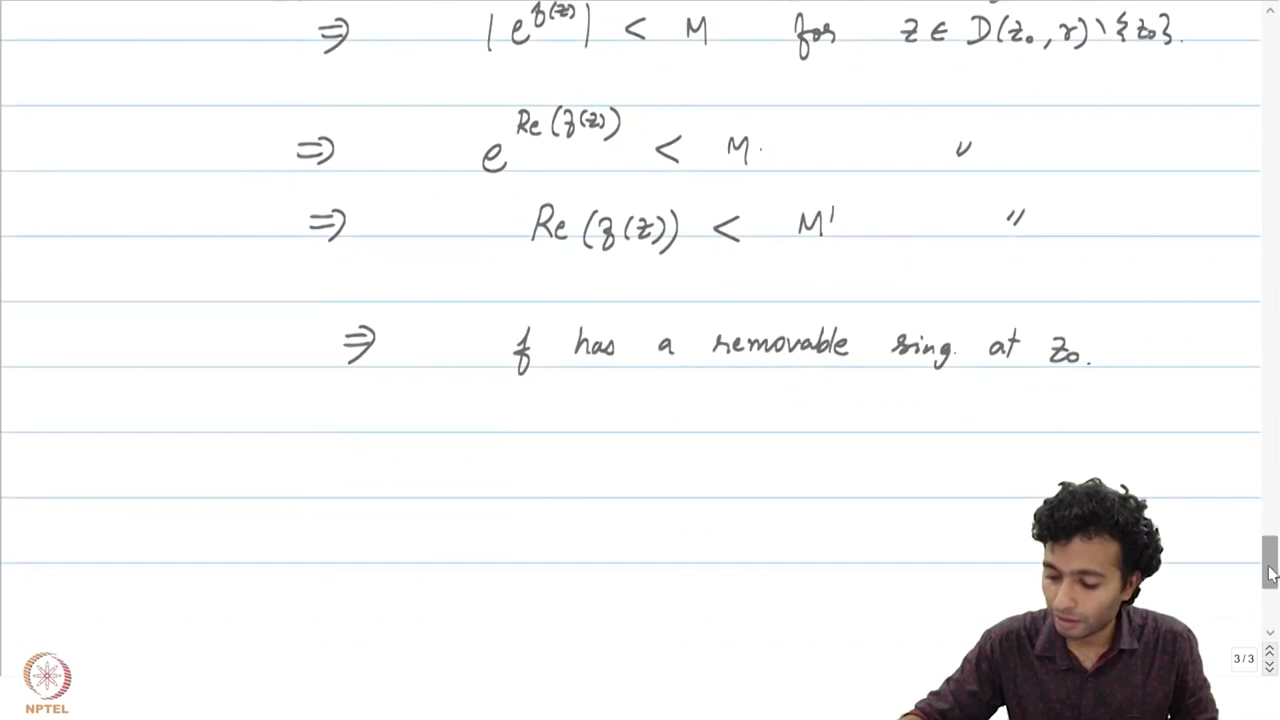 ⇒ |e^{f(z)}| < M for z ∈ D(z₀, r) \ {z₀}.
⇒ e^{Re(f(z))} < M. "
⇒ Re(f(z)) < M' "
⇒ f has a removable sing. at z₀.
3 / 3
NPTEL